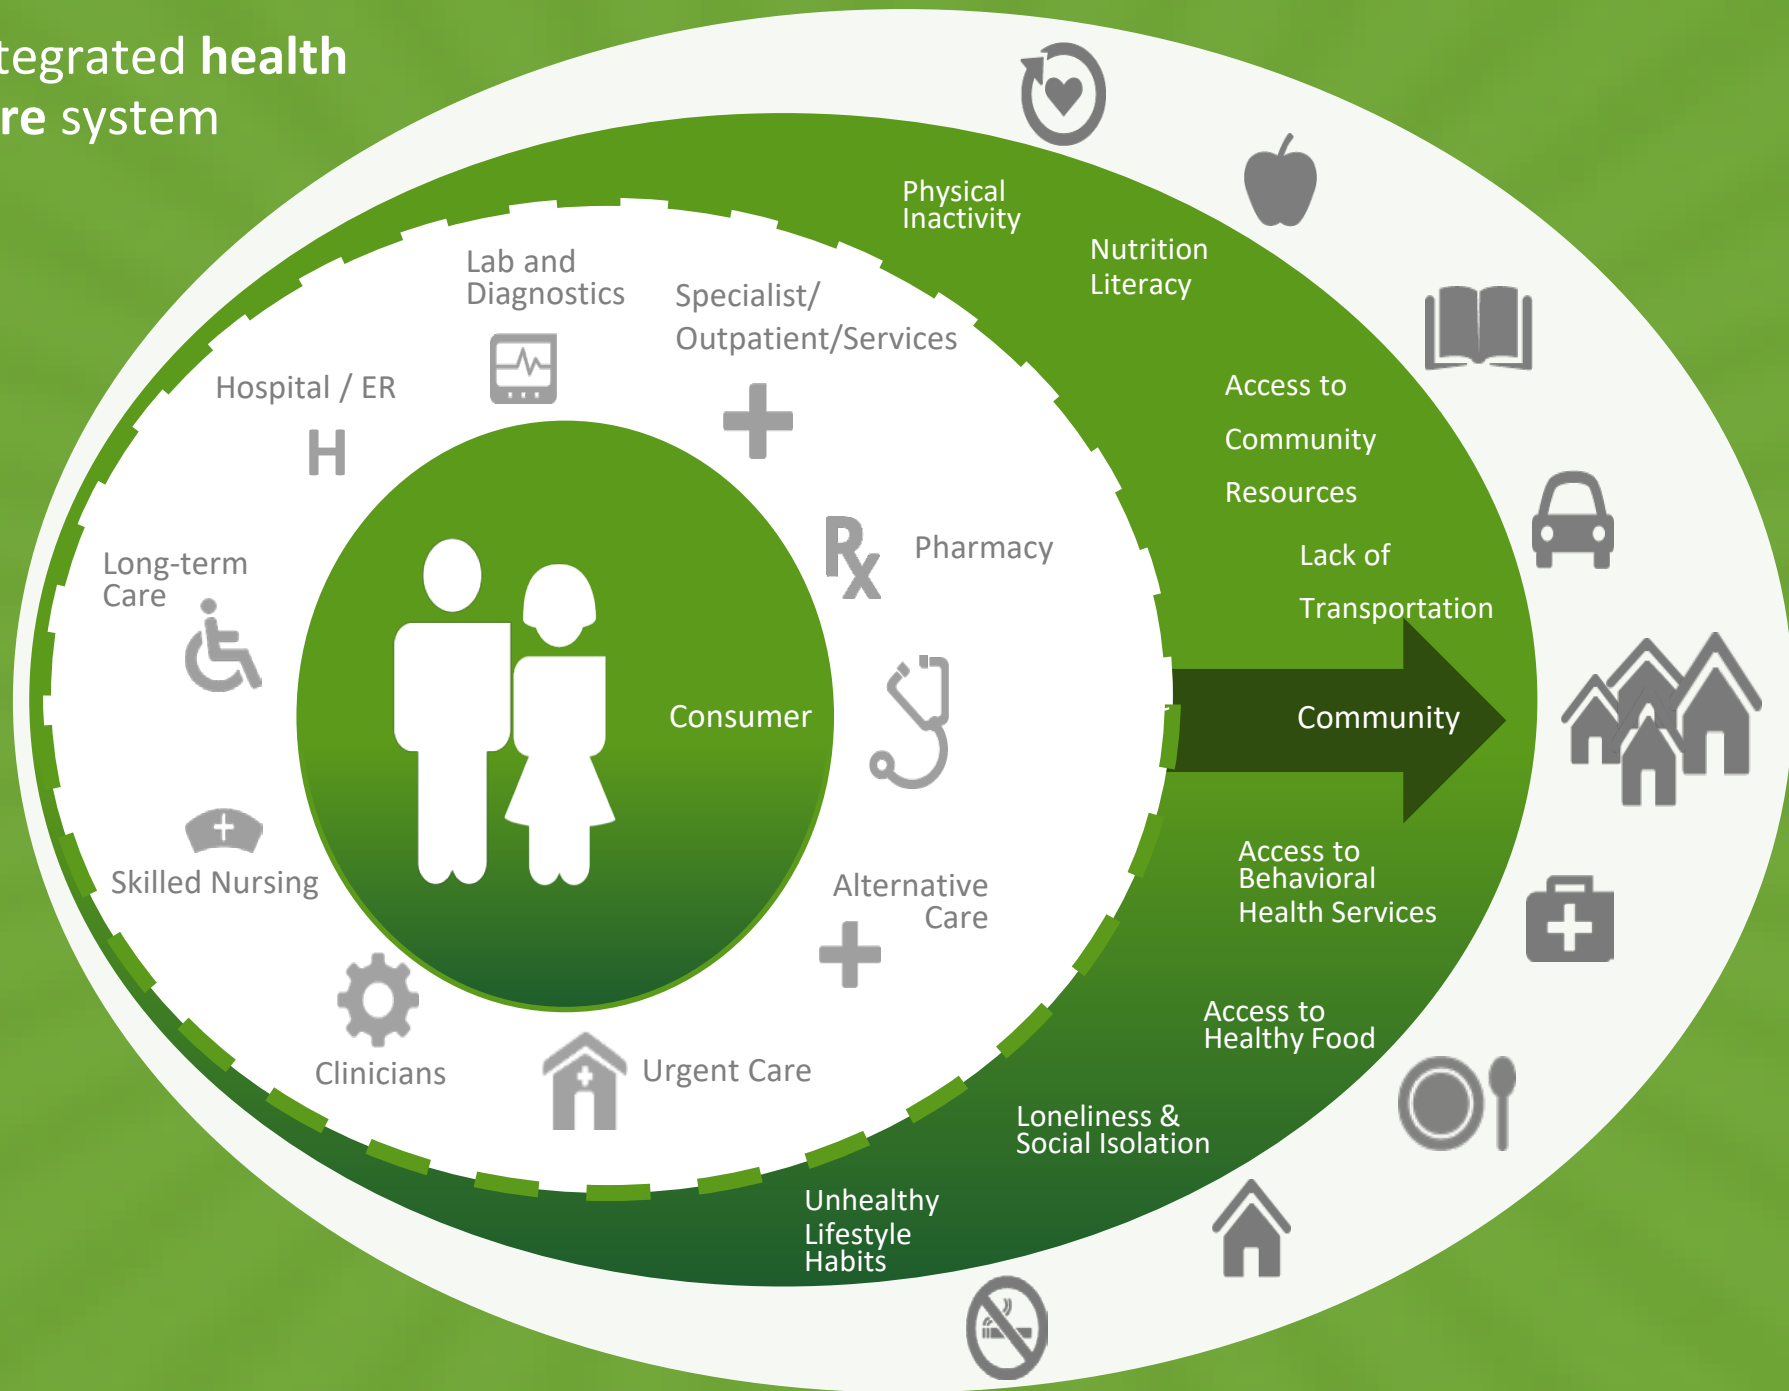 tegrated health
re system
Physical
Inactivity
Nutrition
Literacy
Lab and
Diagnostics
Specialist/
Outpatient/Services
Hospital / ER
H
Access to
Community
Resources
Long-term
Care
Rx
Pharmacy
Lack of
Transportation
Consumer
Community
Skilled Nursing
Alternative
Care
Access to
Behavioral
Health Services
Access to
Healthy Food
Clinicians
Urgent Care
Loneliness &
Social Isolation
Unhealthy
Lifestyle
Habits